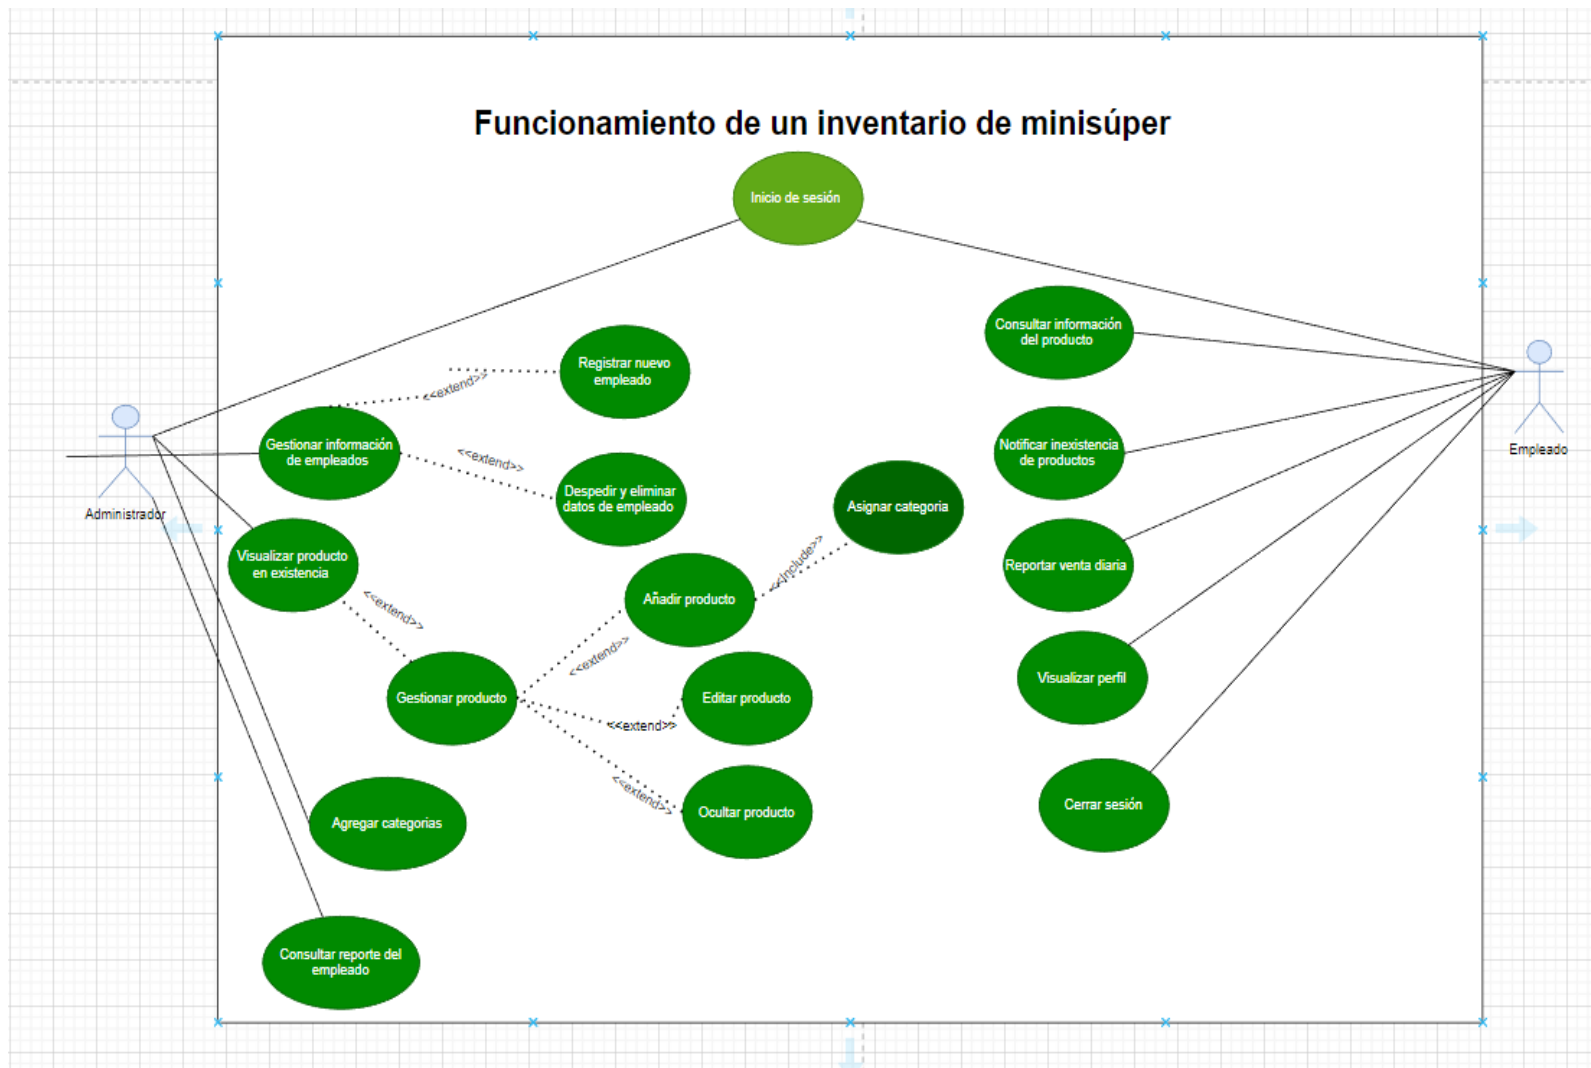 Funcionamiento de un inventario de minisúper
Inicio de sesión
Consultar información
del producto
Registrar nuevo
empleado
<<extend>>
Gestionar información
de empleados
<<extend>>
Notificar inexistencia
de productos
Empleado
Despedir y eliminar
datos de empleado
Asignar categoria
Administrador
Visualizar producto
en existencia
<<Include>>
Reportar venta diaria
<<extend>>
Añadir producto
<<extend>>
Visualizar perfil
Gestionar producto
Editar producto
<<extend>>
<<extend>>
Ocultar producto
Cerrar sesión
Agregar categorias
Consultar reporte del
empleado